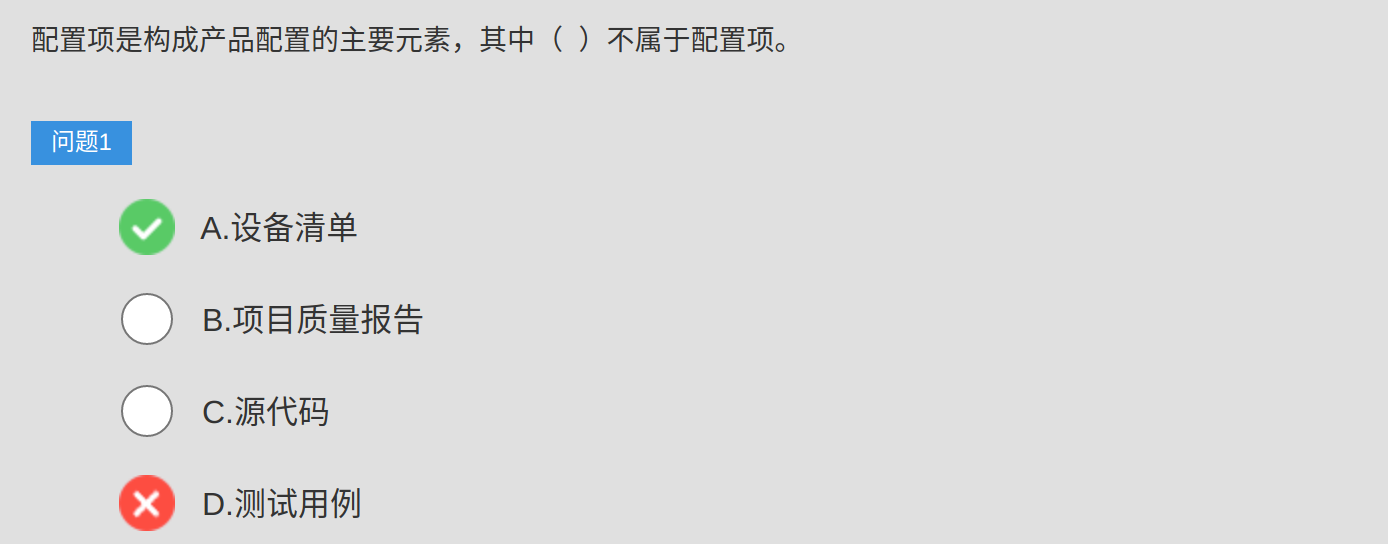 配置项是构成产品配置的主要元素，其中（ ）不属于配置项。
问题1
A.设备清单
B.项目质量报告
C.源代码
D.测试用例